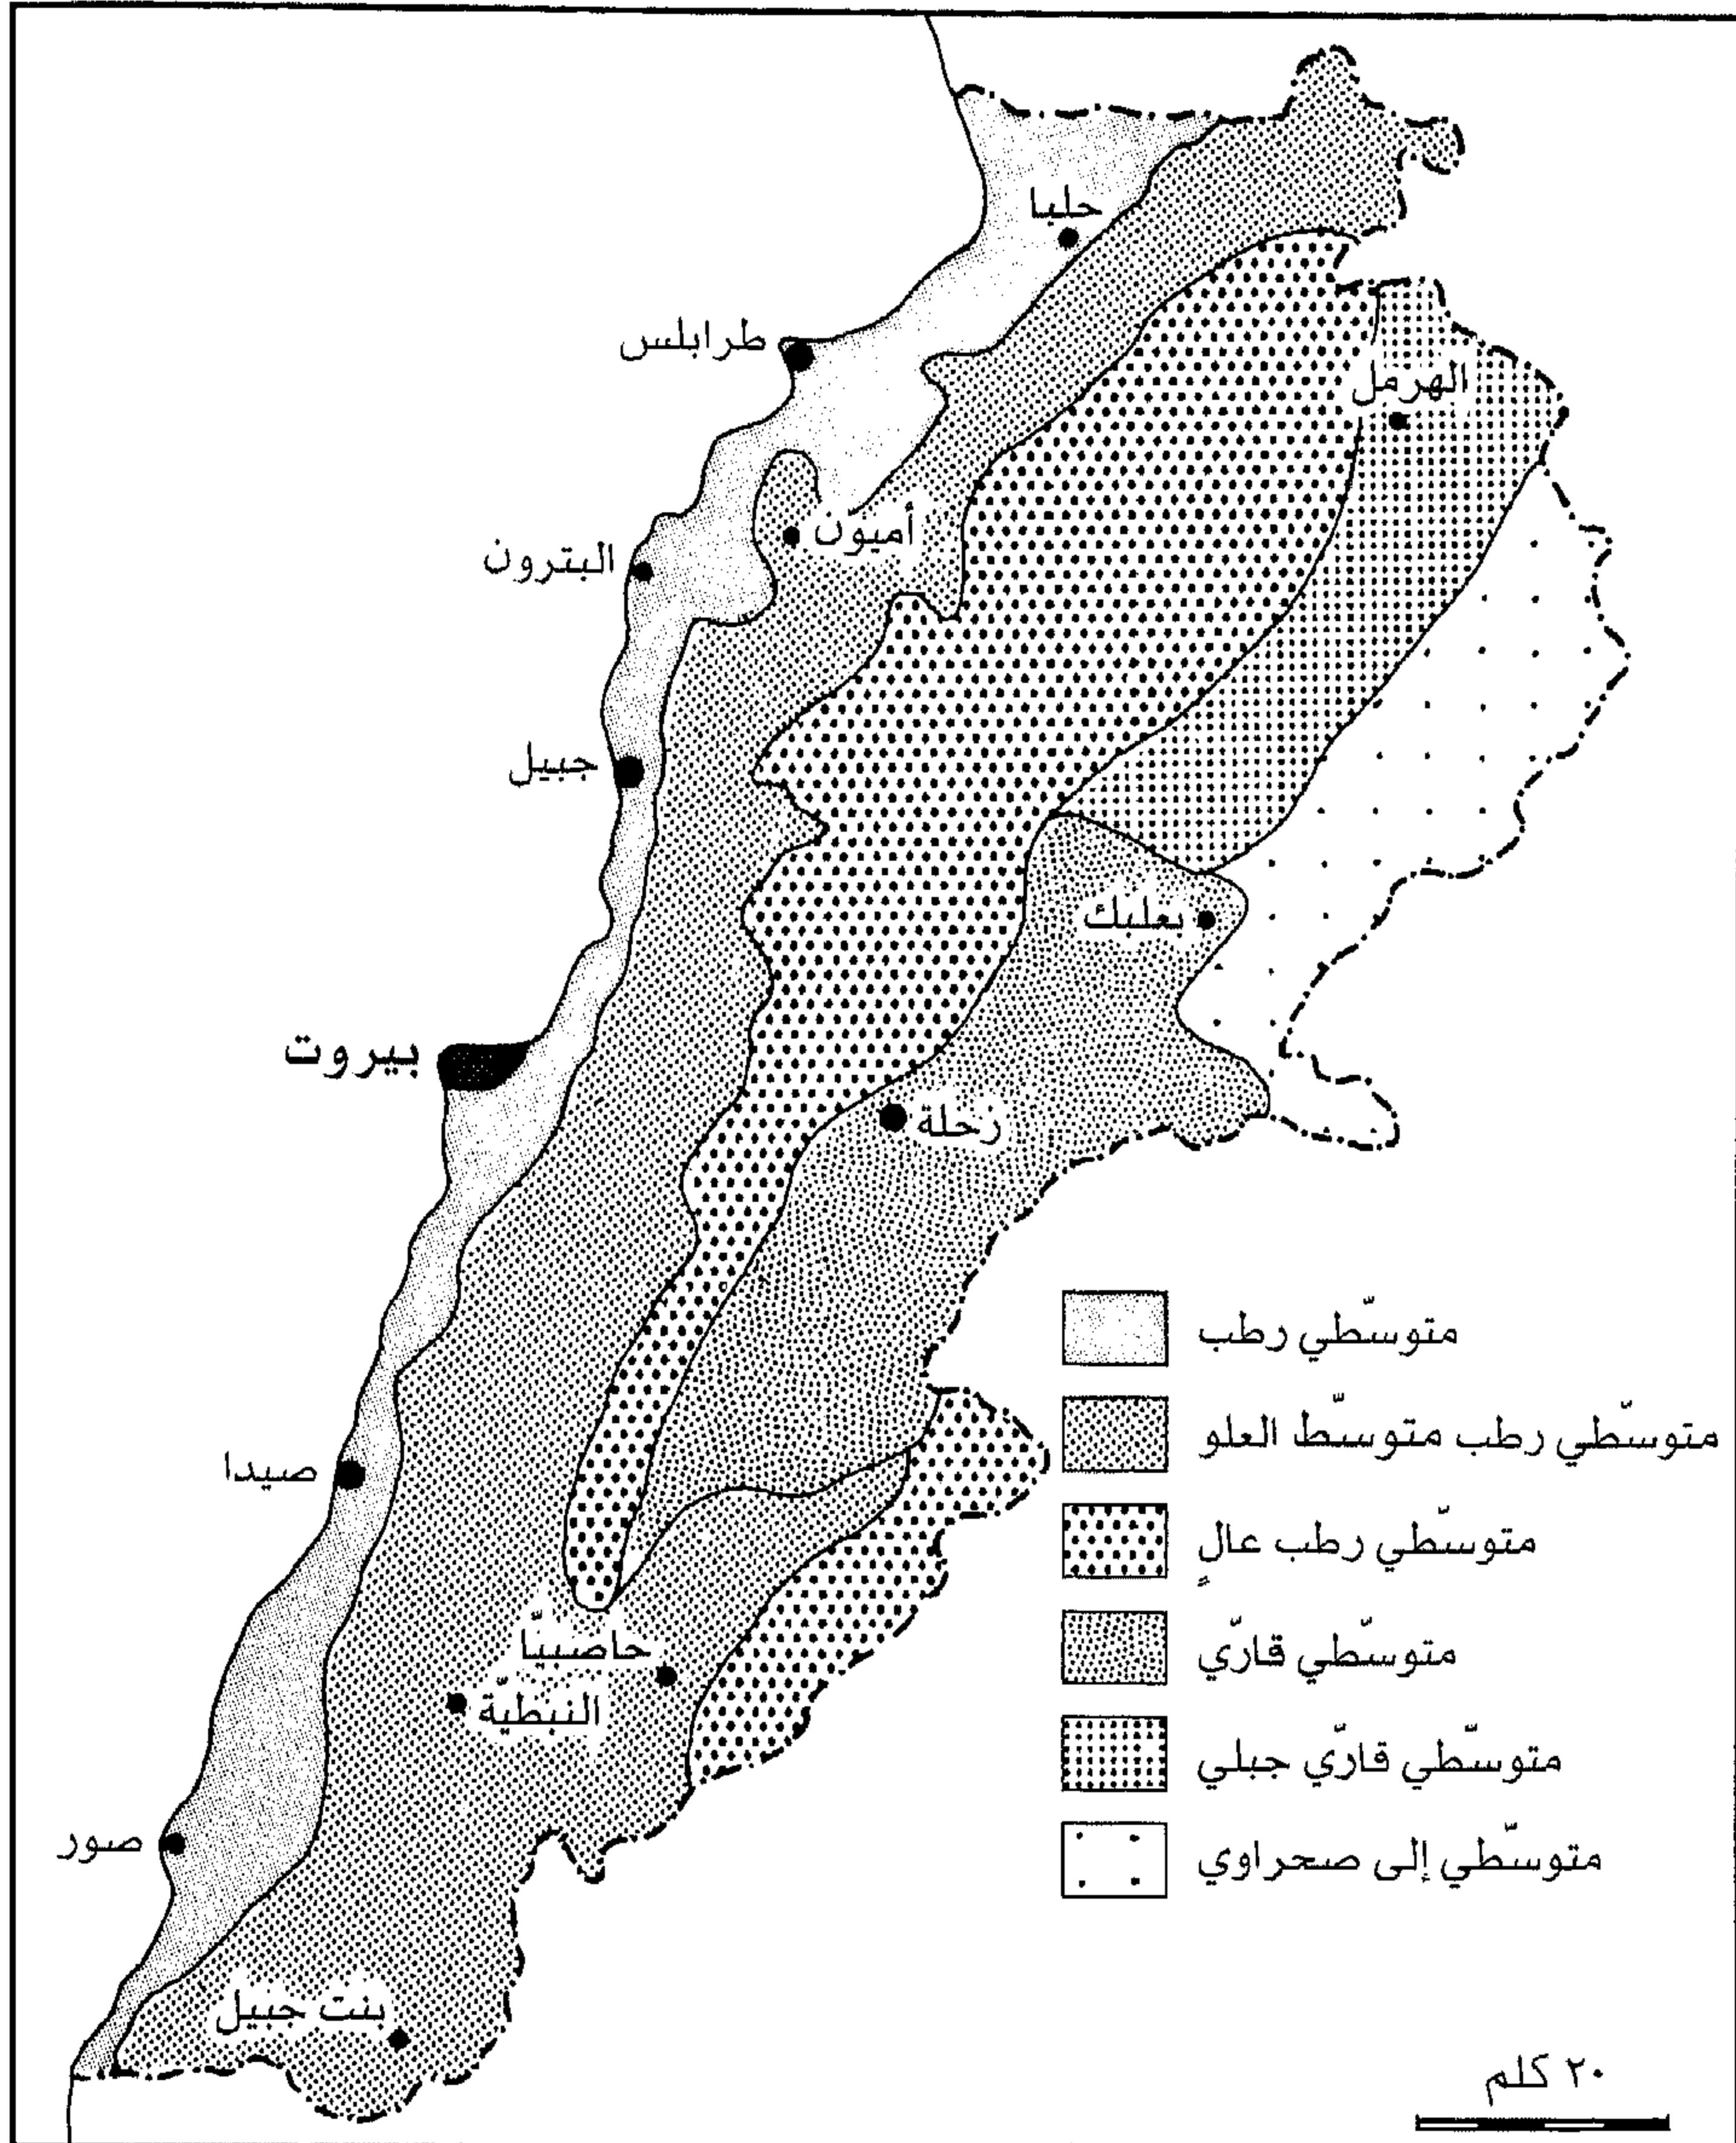 حلبا
طرابلس
الهرمل
أميون
البترون
جبيل
بعلبك
بيروت
زحلة
متوسّطي رطب
متوسّطي رطب متوسّط العلو
صيدا
متوسّطي رطب عالٍ
حاصبيّا
متوسّطي قارّي
النبطيّة
متوسّطي قارّي جبلي
صور
متوسّطي إلى صحراوي
بنت جبيل
٢٠ كلم